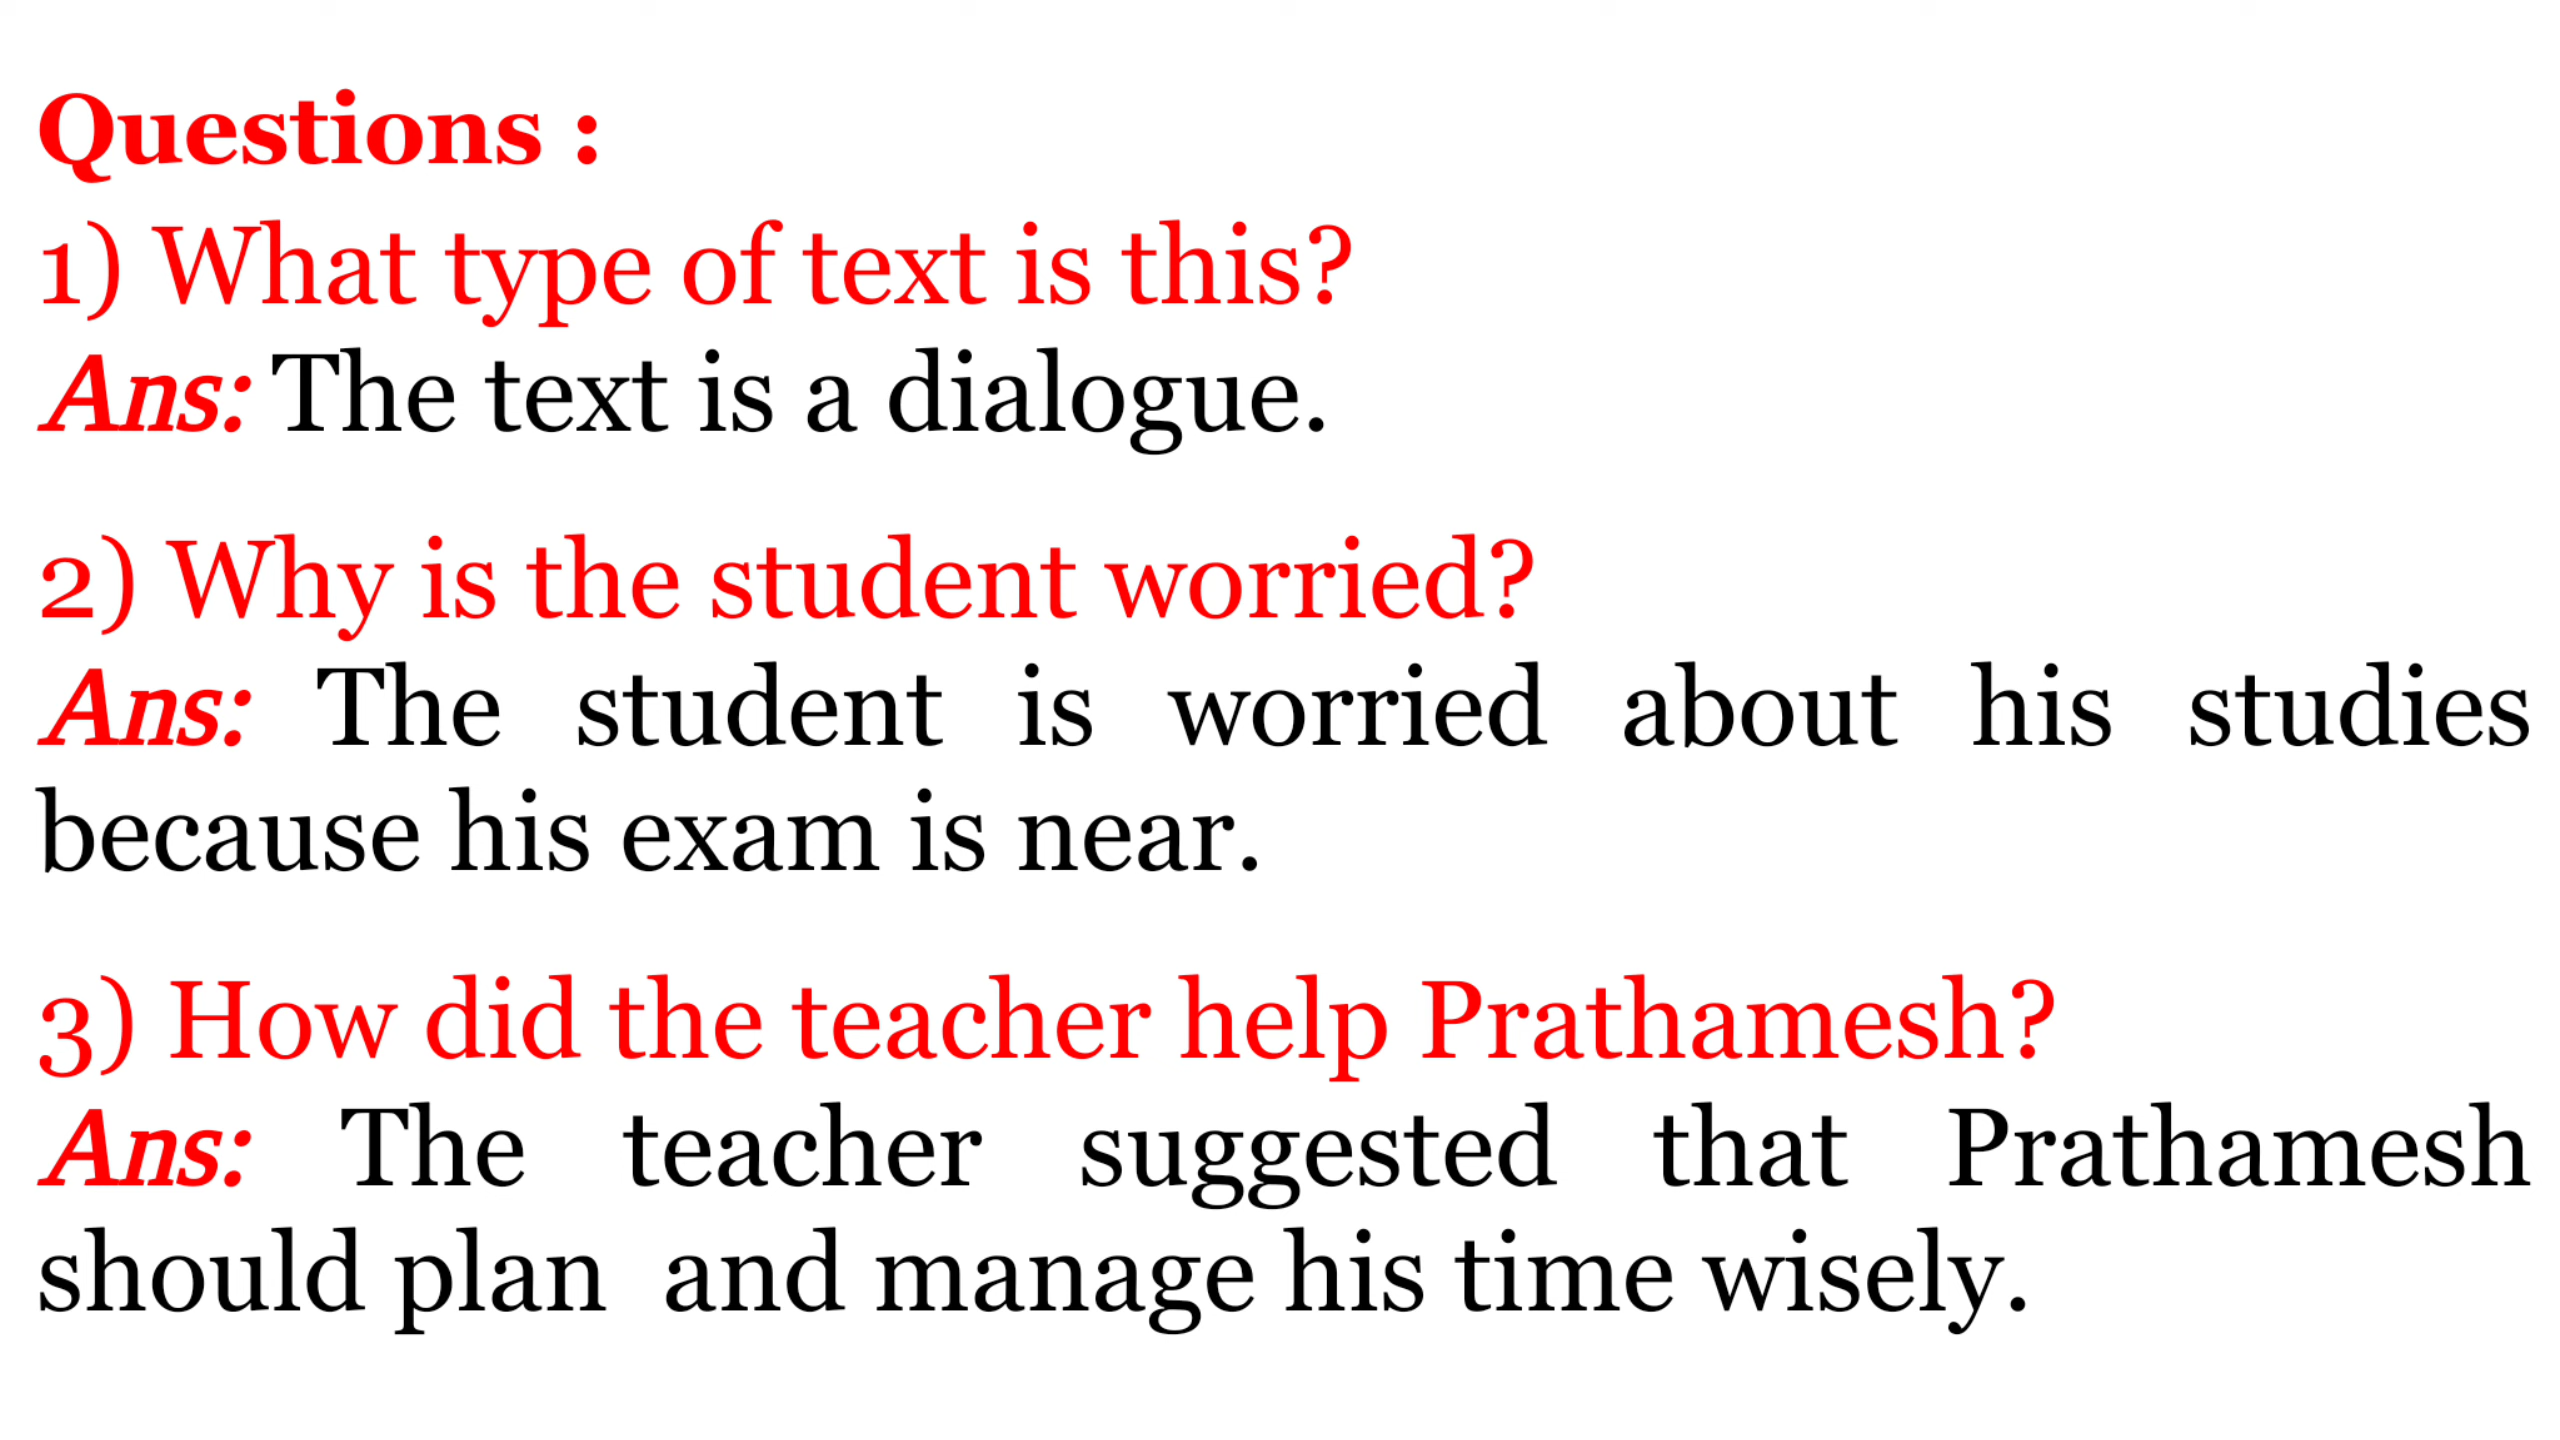 Questions :
1) What type of text is this?
Ans: The text is a dialogue.
2) Why is the student worried?
Ans: The student is worried about his studies
because his exam is near.
3) How did the teacher help Prathamesh?
Ans: The teacher suggested that Prathamesh
should plan  and manage his time wisely.